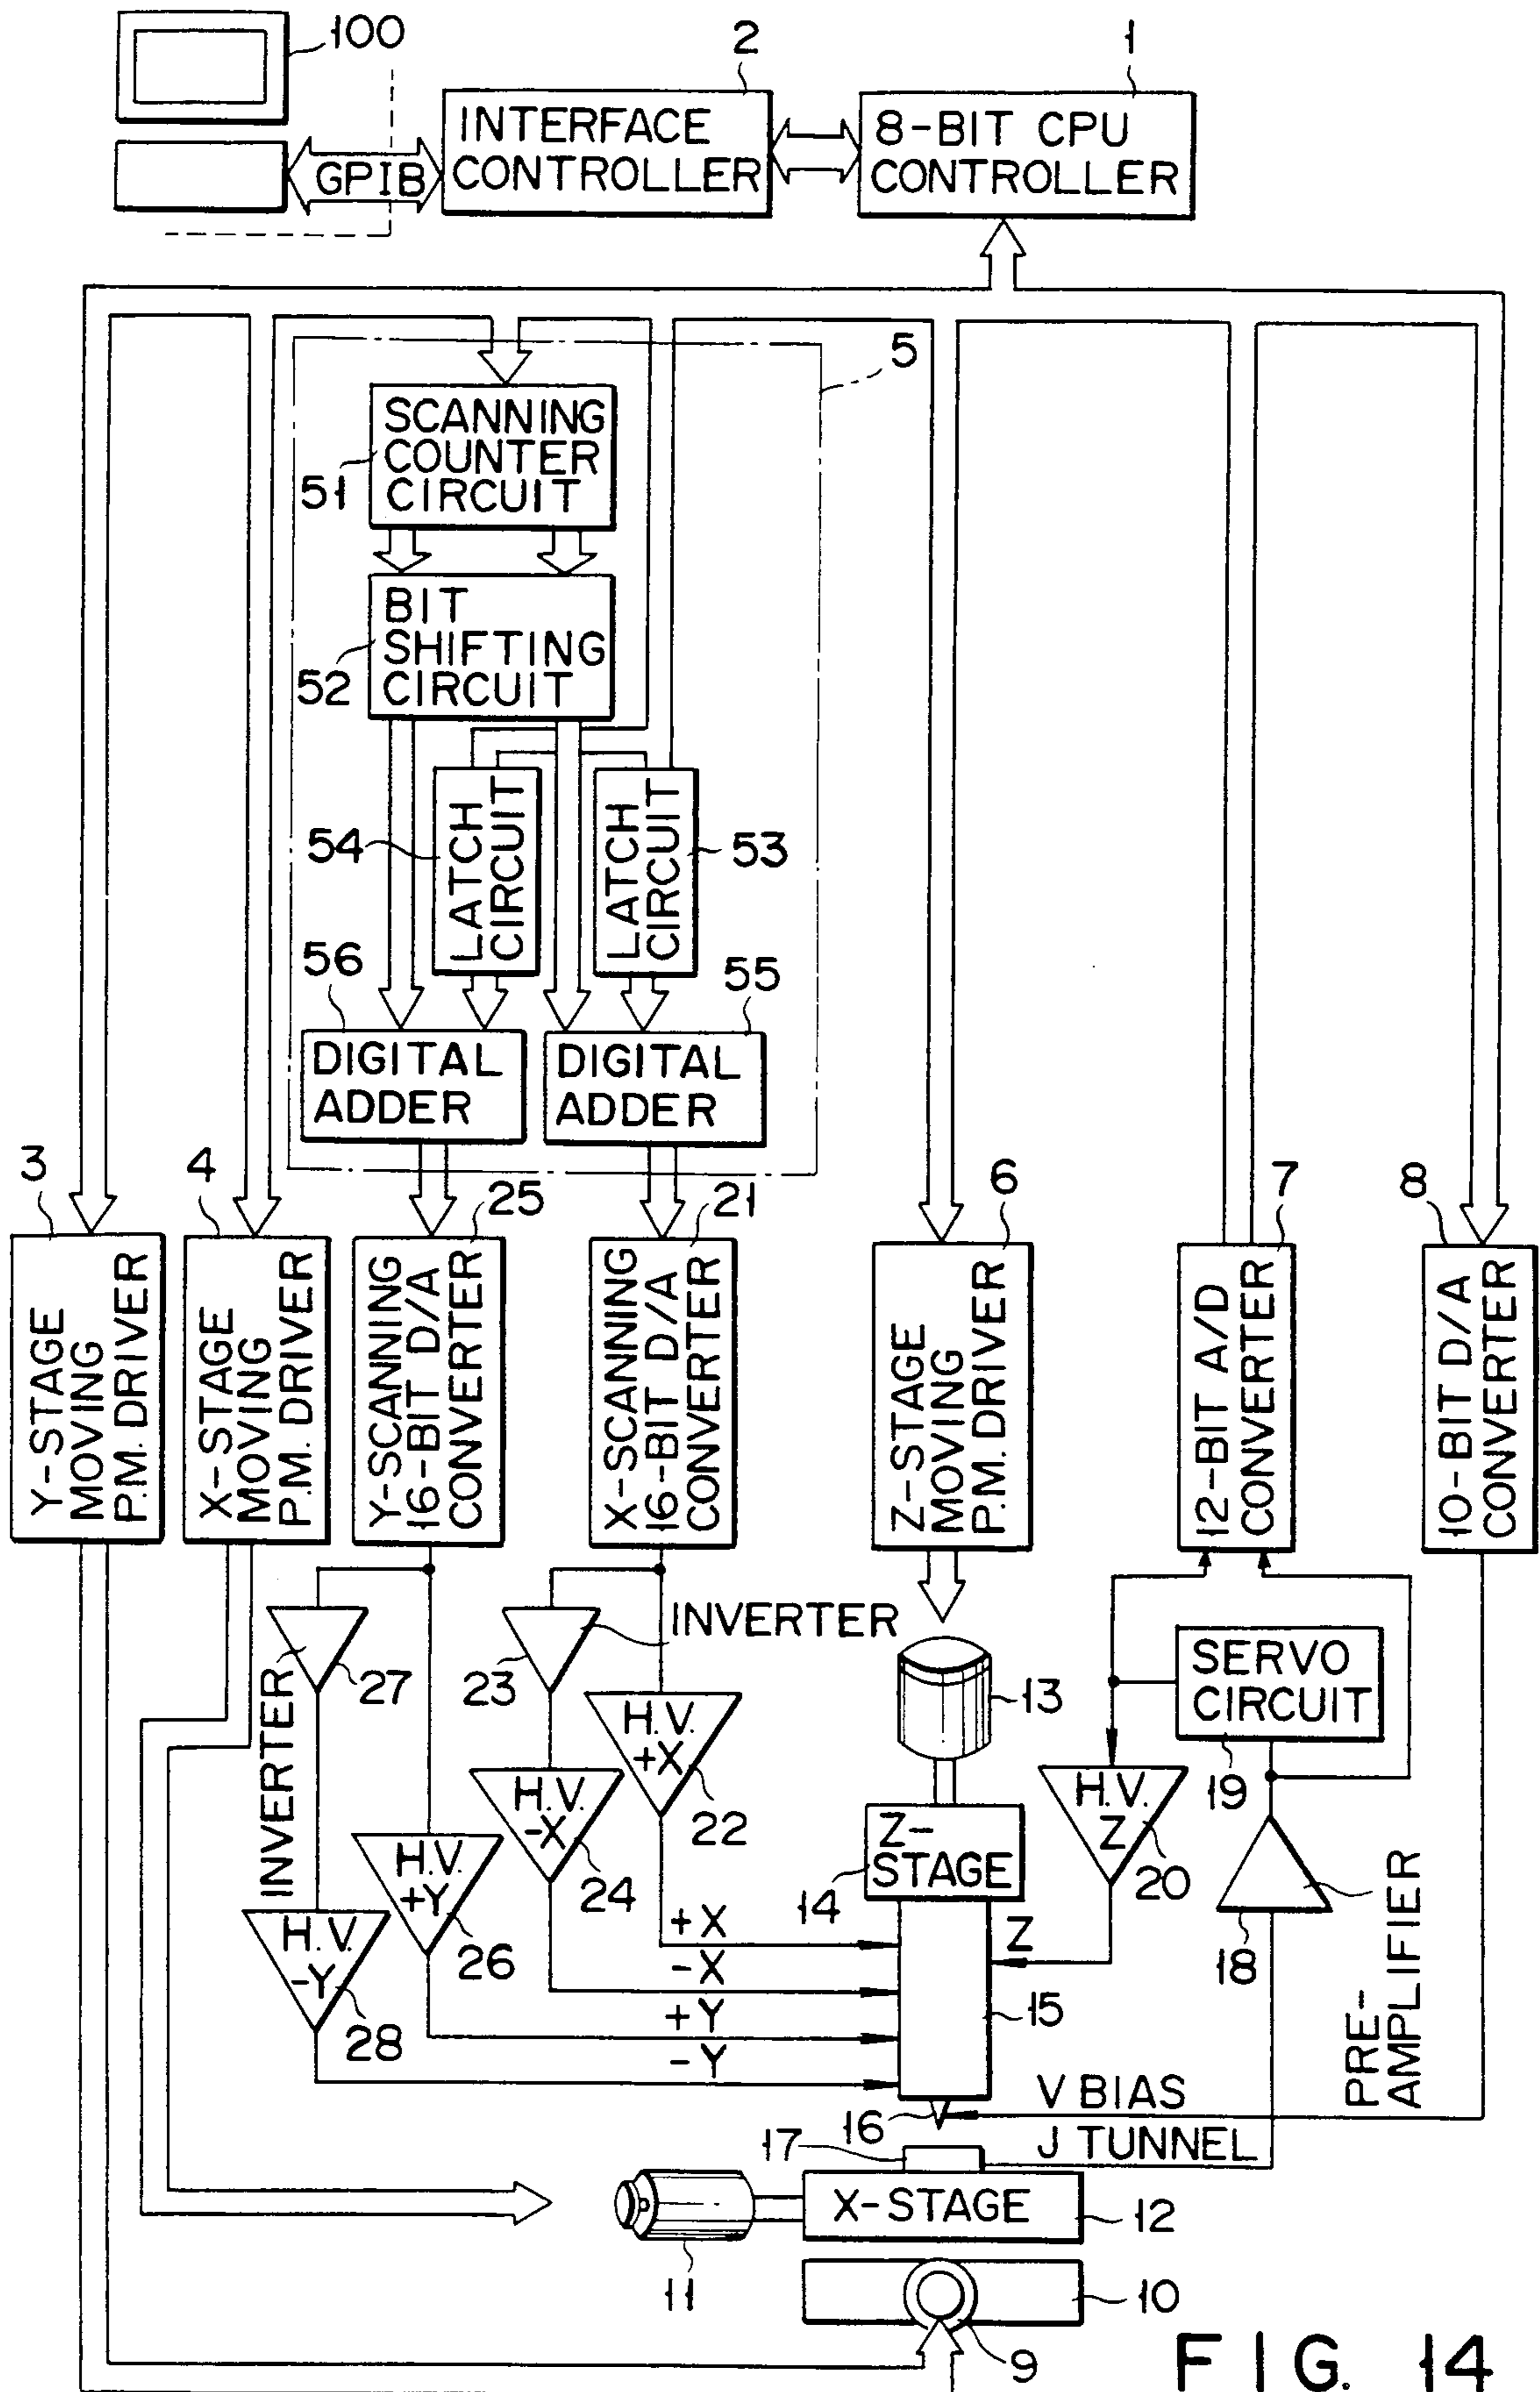 100
2
1
INTERFACE
CONTROLLER
8-BIT CPU
CONTROLLER
GPIB
5
SCANNING
COUNTER
CIRCUIT
51
BIT
SHIFTING
CIRCUIT
52
54
LATCH
CIRCUIT
LATCH
CIRCUIT
53
56
55
DIGITAL
ADDER
DIGITAL
ADDER
3
4
25
21
6
7
8
Y-STAGE
MOVING
P.M. DRIVER
X-STAGE
MOVING
P.M. DRIVER
Y-SCANNING
16-BIT D/A
CONVERTER
X-SCANNING
16-BIT D/A
CONVERTER
Z-STAGE
MOVING
P.M. DRIVER
12-BIT A/D
CONVERTER
10-BIT D/A
CONVERTER
INVERTER
27
23
INVERTER
13
SERVO
CIRCUIT
19
H.V.
+X
22
H.V.
-X
24
H.V.
+Y
26
H.V.
-Y
28
Z-
STAGE
14
H.V.
Z
20
18
PRE-
AMPLIFIER
+X
-X
+Y
-Y
Z
15
16
V BIAS
17
J TUNNEL
X-STAGE
12
11
10
9
FIG. 14